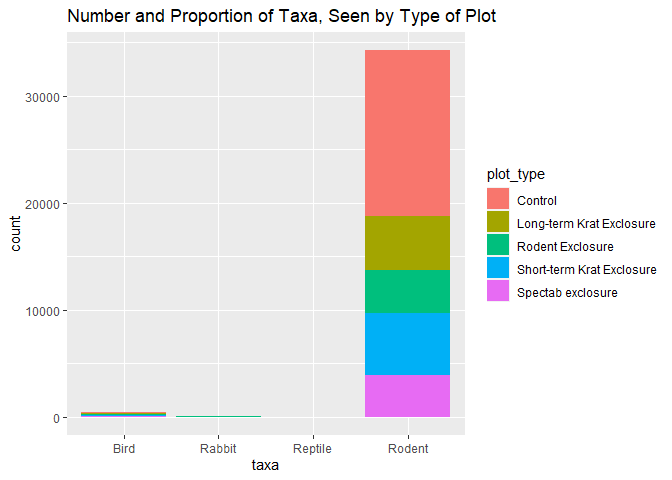 Number and Proportion of Taxa, Seen by Type of Plot
30000
20000
10000
0
count
Bird Rabbit Reptile Rodent
taxa
plot_type
Control
Long-term Krat Exclosure
Rodent Exclosure
Short-term Krat Exclosure
Spectab exclosure